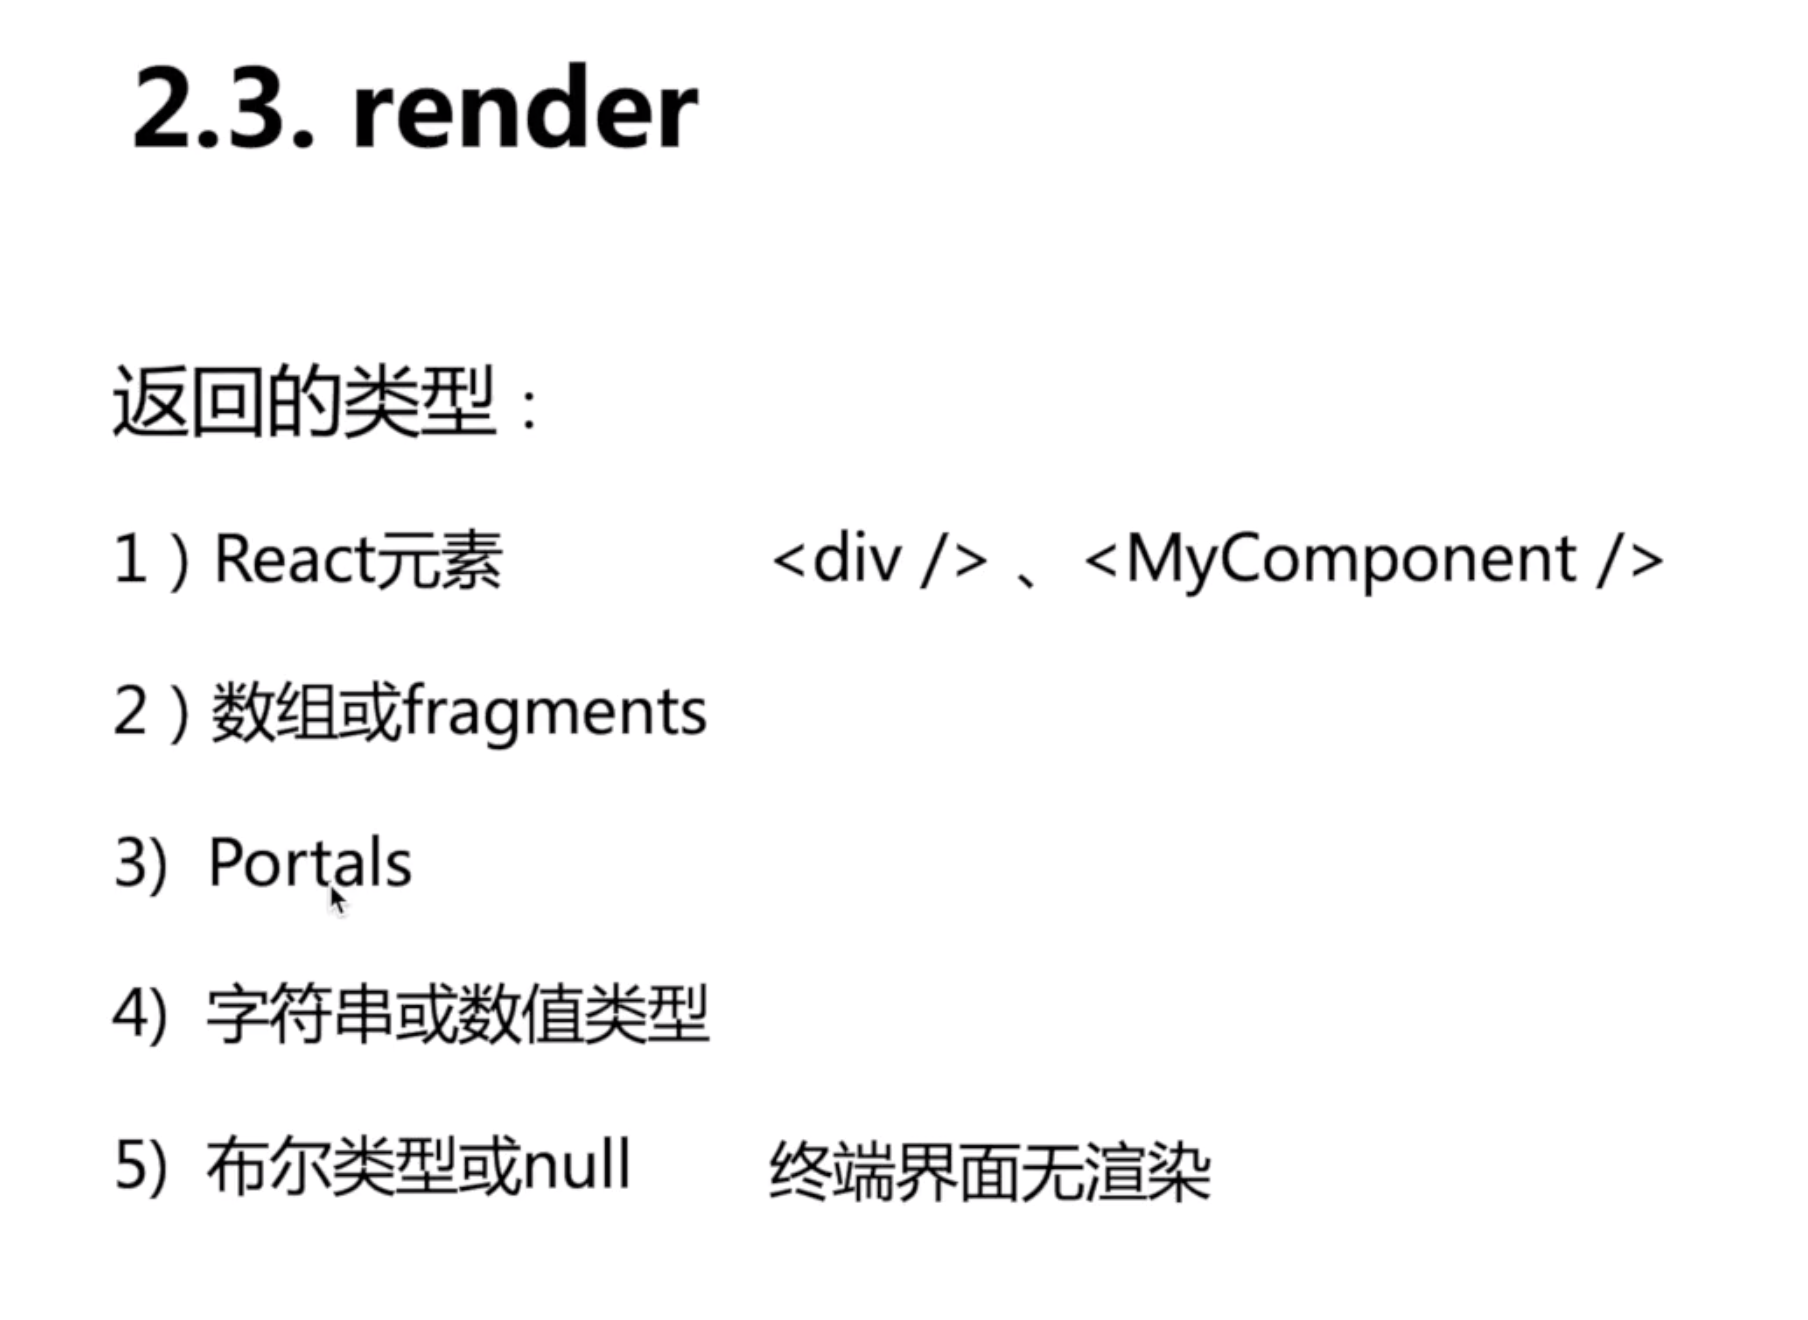 2.3. render
返回的类型：
1）React元素 <div /> 、<MyComponent />
2）数组或fragments
3) Portals
4) 字符串或数值类型
5) 布尔类型或null 终端界面无渲染